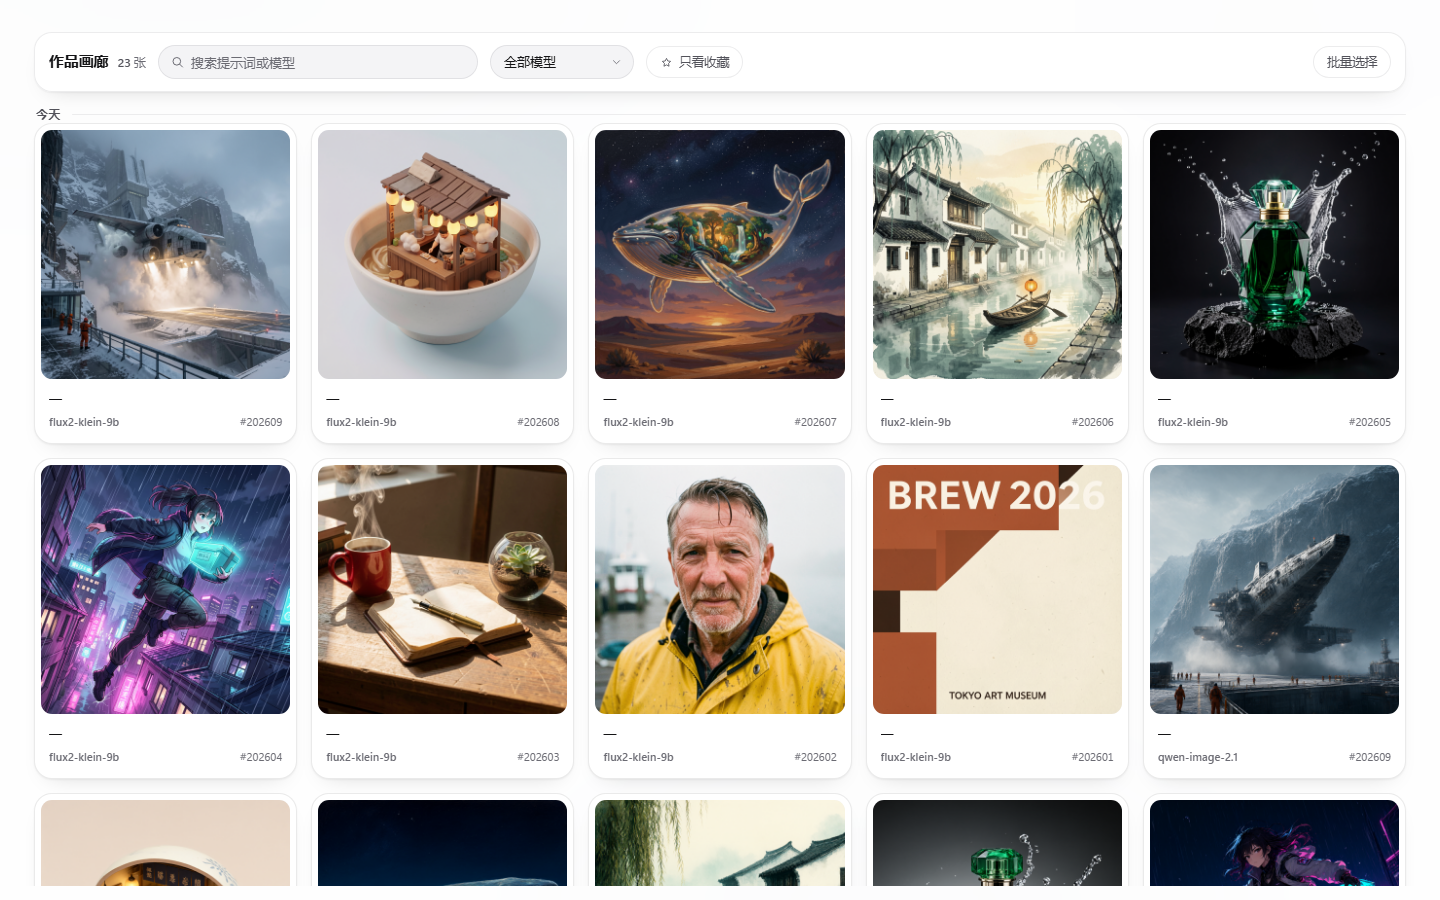 作品画廊 23 张 搜索提示词或模型 全部模型 只看收藏 批量选择
今天
—
flux2-klein-9b #202609
—
flux2-klein-9b #202608
—
flux2-klein-9b #202607
—
flux2-klein-9b #202606
—
flux2-klein-9b #202605
BREW 2026
TOKYO ART MUSEUM
—
flux2-klein-9b #202604
—
flux2-klein-9b #202603
—
flux2-klein-9b #202602
—
flux2-klein-9b #202601
—
qwen-image-2.1 #202609